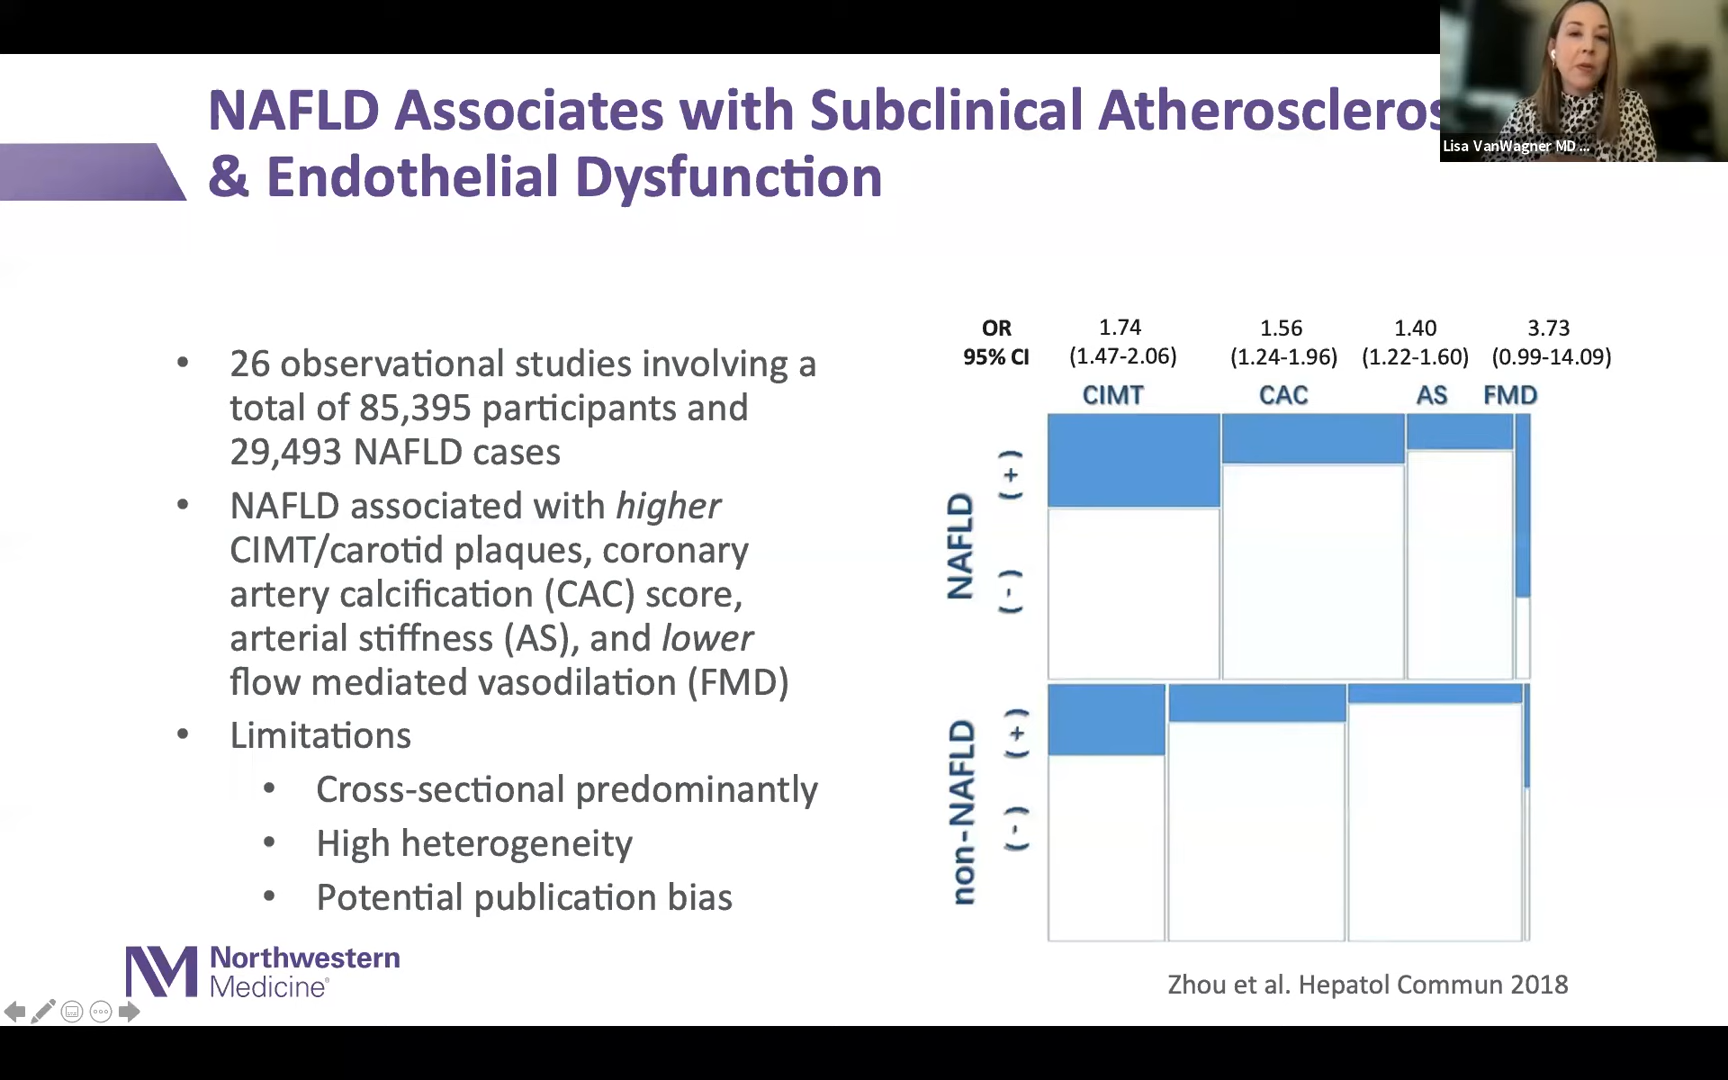 NAFLD Associates with Subclinical Atheroscleros
& Endothelial Dysfunction
Lisa VanWagner MD ...
• 26 observational studies involving a
total of 85,395 participants and
29,493 NAFLD cases
• NAFLD associated with higher
CIMT/carotid plaques, coronary
artery calcification (CAC) score,
arterial stiffness (AS), and lower
flow mediated vasodilation (FMD)
• Limitations
• Cross-sectional predominantly
• High heterogeneity
• Potential publication bias
OR 1.74 1.56 1.40 3.73
95% CI (1.47-2.06) (1.24-1.96) (1.22-1.60) (0.99-14.09)
CIMT CAC AS FMD
NAFLD
(+)
(-)
non-NAFLD
(+)
(-)
Northwestern
Medicine®
Zhou et al. Hepatol Commun 2018